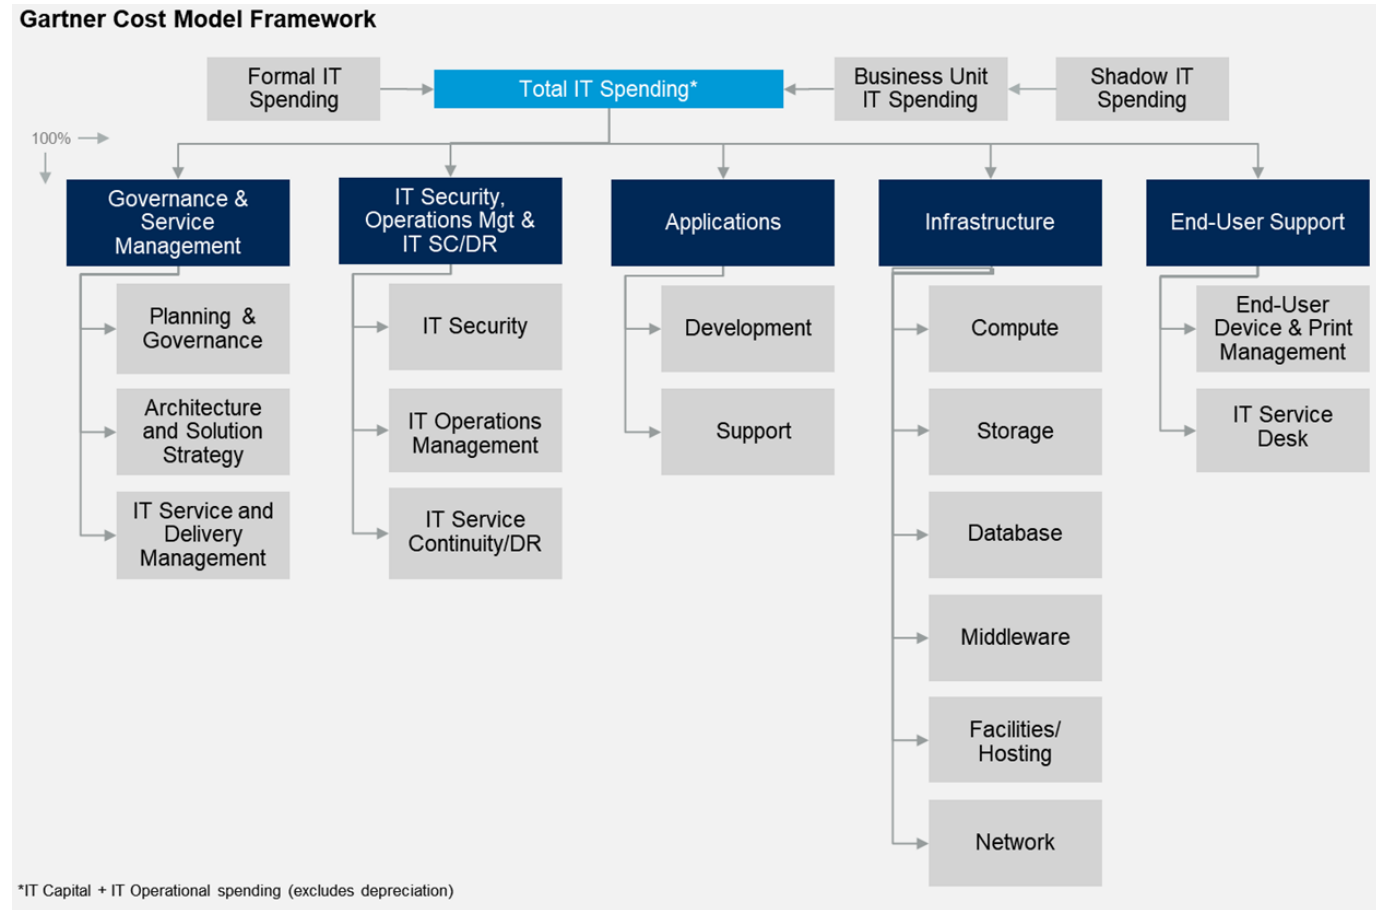 Gartner Cost Model Framework
Formal IT
Spending
Total IT Spending*
Business Unit
IT Spending
Shadow IT
Spending
100%
Governance &
Service
Management
IT Security,
Operations Mgt &
IT SC/DR
Applications
Infrastructure
End-User Support
Planning &
Governance
Architecture
and Solution
Strategy
IT Service and
Delivery
Management
IT Security
IT Operations
Management
IT Service
Continuity/DR
Development
Support
Compute
Storage
Database
Middleware
Facilities/
Hosting
Network
End-User
Device & Print
Management
IT Service
Desk
*IT Capital + IT Operational spending (excludes depreciation)